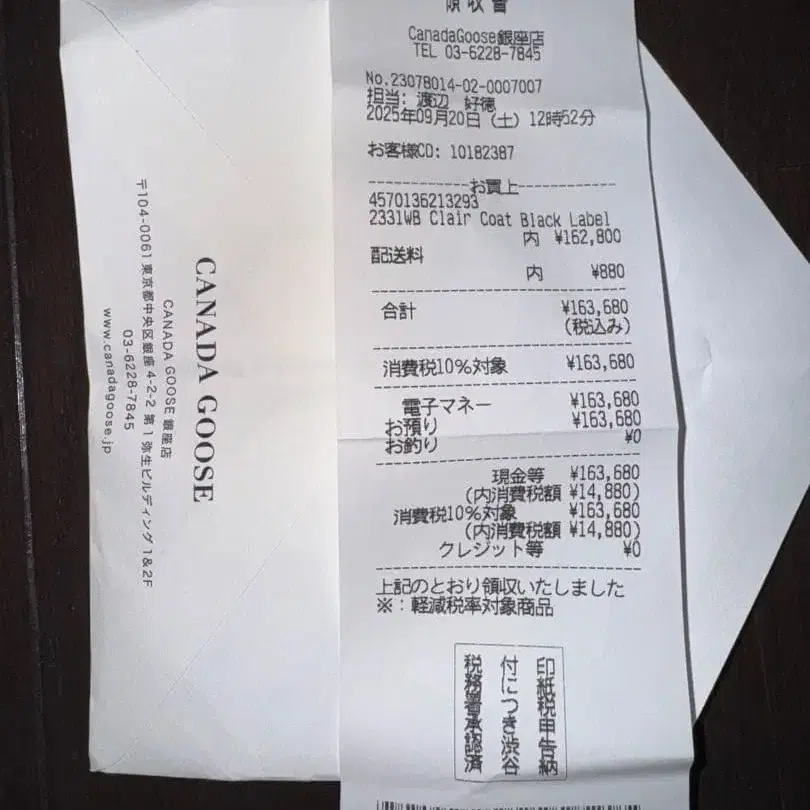 領収書
CanadaGoose銀座店
TEL 03-6228-7845
No.23078014-02-0007007
担当: 渡辺 好徳
2025年09月20日 (土) 12時52分
お客様CD: 10182387
お買上
4570136213293
2331WB Clair Coat Black Label
内 ¥162,800
配送料
内 ¥880
合計 ¥163,680
(税込み)
消費税10%対象 ¥163,680
電子マネー ¥163,680
お預り ¥163,680
お釣り ¥0
現金等 ¥163,680
(内消費税額 ¥14,880)
消費税10%対象 ¥163,680
(内消費税額 ¥14,880)
クレジット等 ¥0
上記のとおり領収いたしました
※: 軽減税率対象商品
印紙税申告納
付につき渋谷
税務署承認済
CANADA GOOSE
CANADA GOOSE 銀座店
〒104-0061 東京都中央区銀座 4-2-2 第1弥生ビルディング 1&2F
03-6228-7845
www.canadagoose.jp